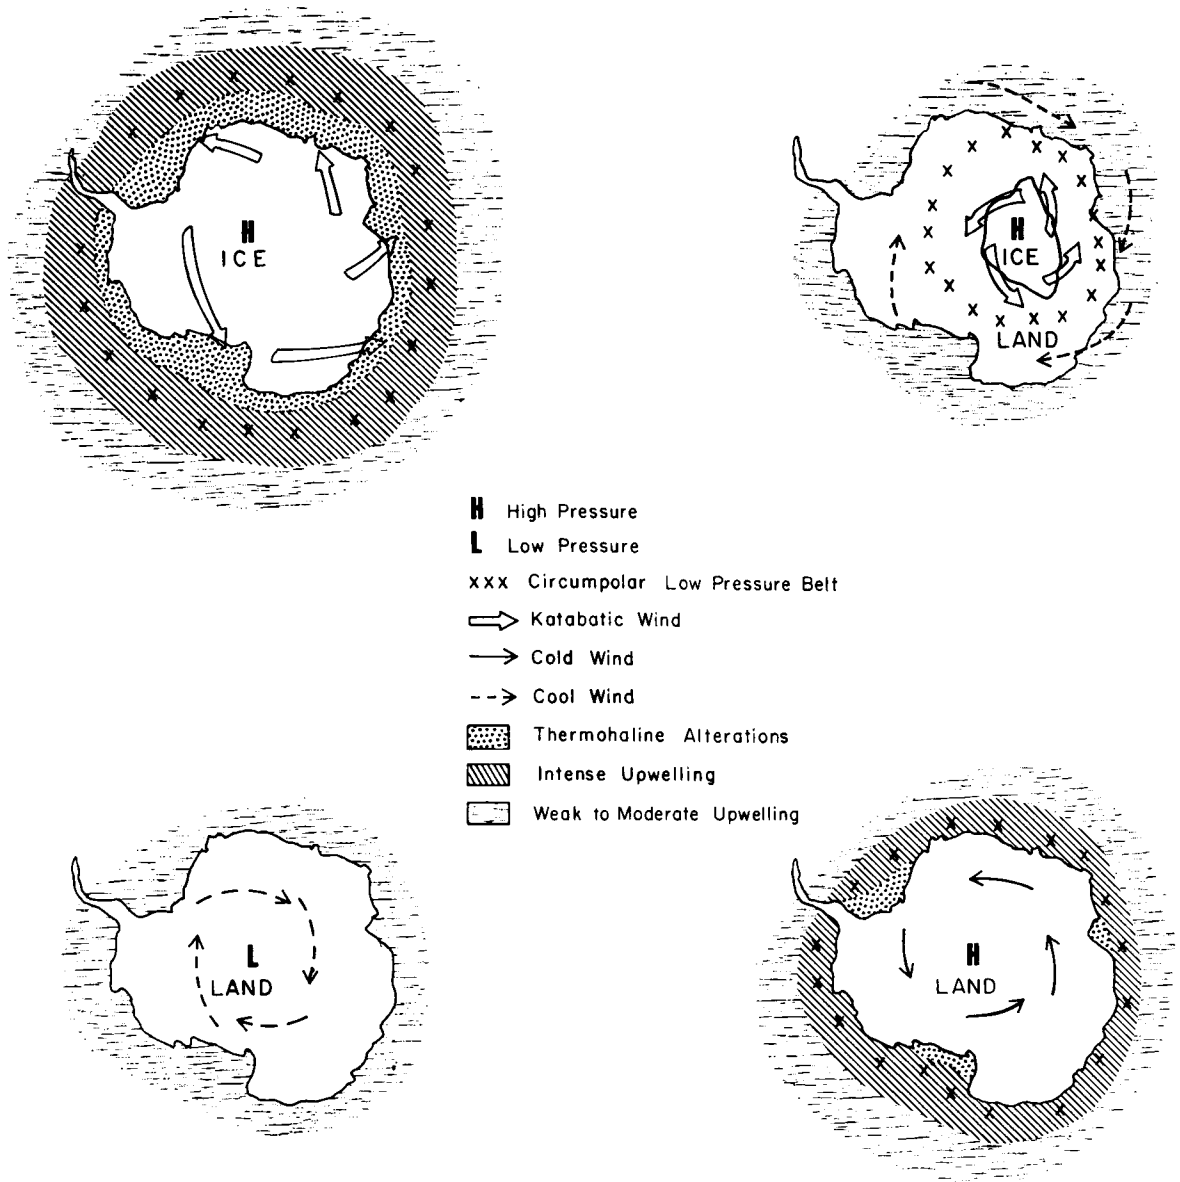 H
ICE
H
ICE
LAND
H High Pressure
L Low Pressure
xxx Circumpolar Low Pressure Belt
Katabatic Wind
Cold Wind
Cool Wind
Thermohaline Alterations
Intense Upwelling
Weak to Moderate Upwelling
L
LAND
H
LAND